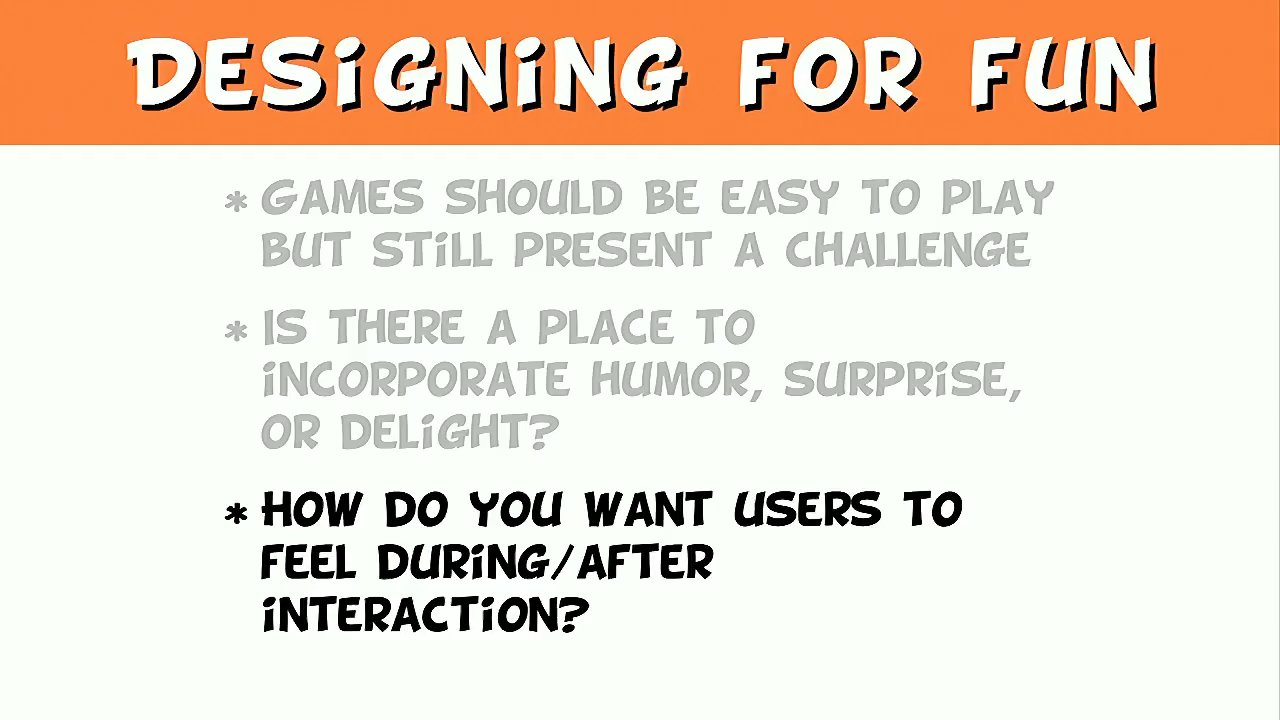 DESiGNiNG FOR FUN
* GAMES SHOULD BE EASY TO PLAY
BUT STiLL PRESENT A CHALLENGE
* IS THERE A PLACE TO
iNCORPORATE HUMOR, SURPRiSE,
OR DELiGHT?
* HOW DO YOU WANT USERS TO
FEEL DURiNG/AFTER
iNTERACTiON?